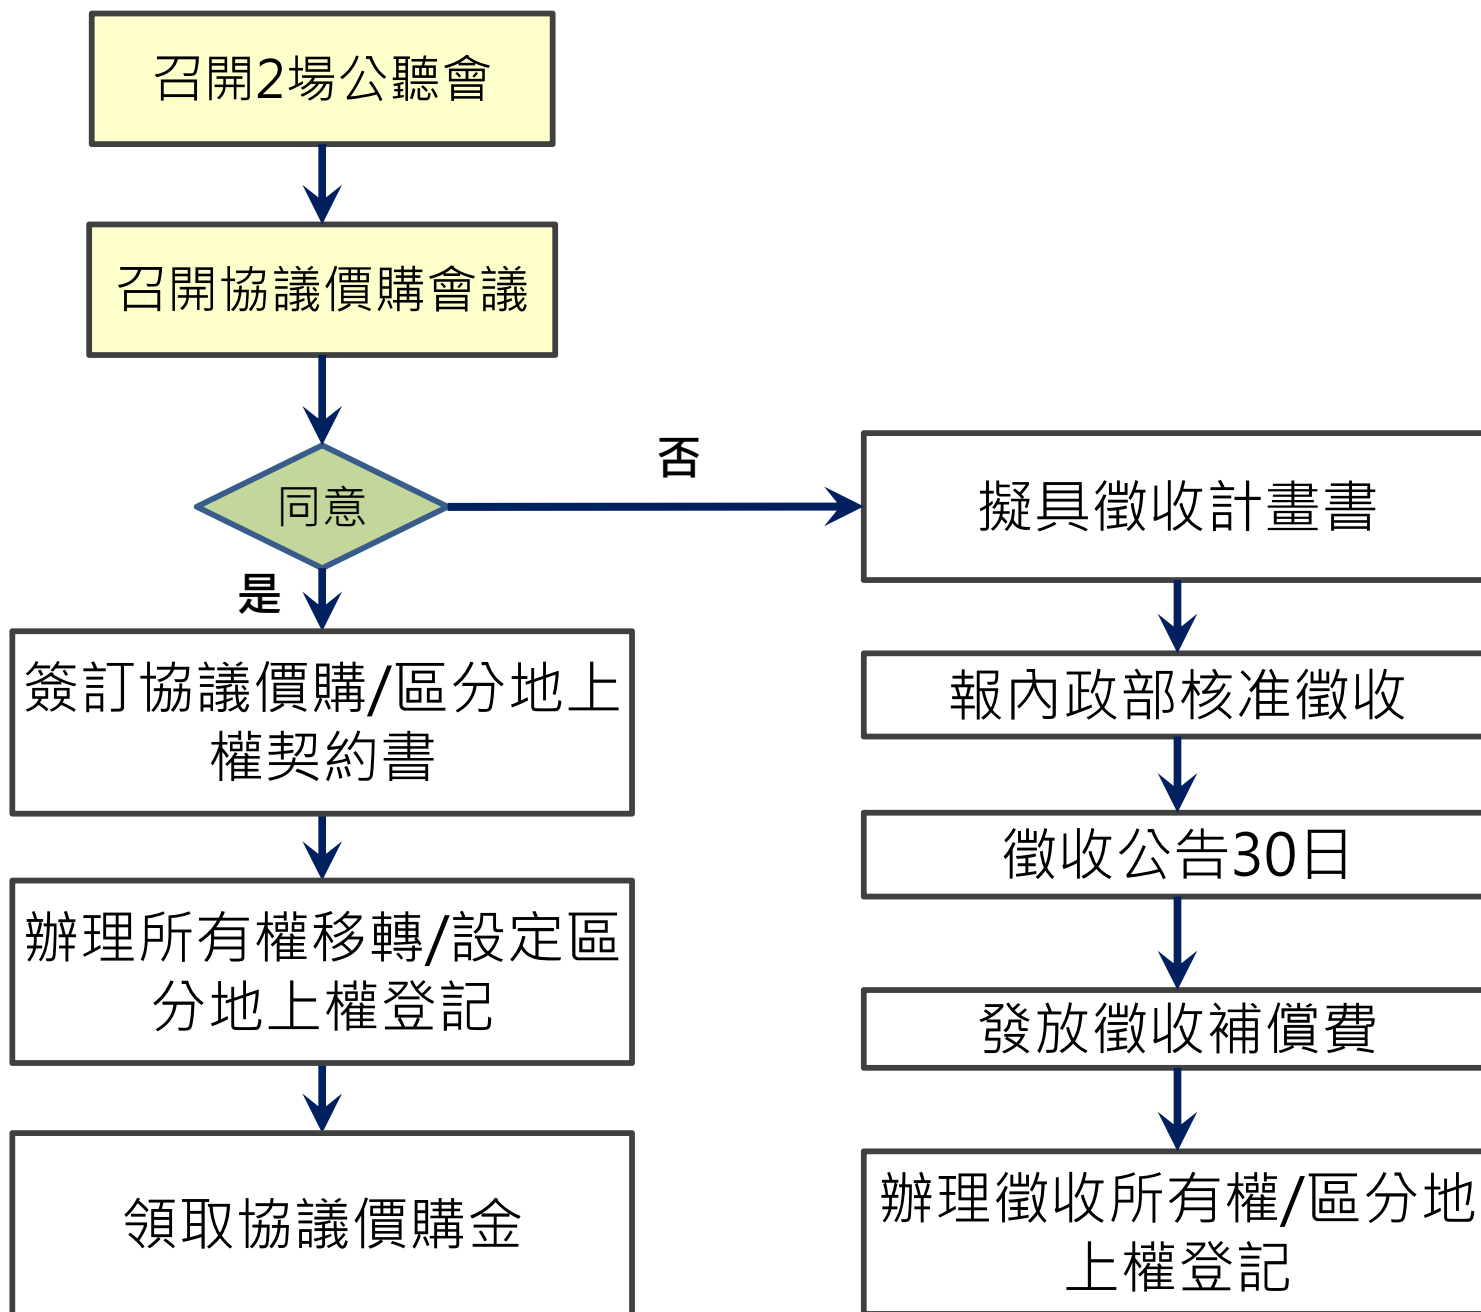 召開2場公聽會
召開協議價購會議
同意
否
是
簽訂協議價購/區分地上
權契約書
辦理所有權移轉/設定區
分地上權登記
領取協議價購金
擬具徵收計畫書
報內政部核准徵收
徵收公告30日
發放徵收補償費
辦理徵收所有權/區分地
上權登記